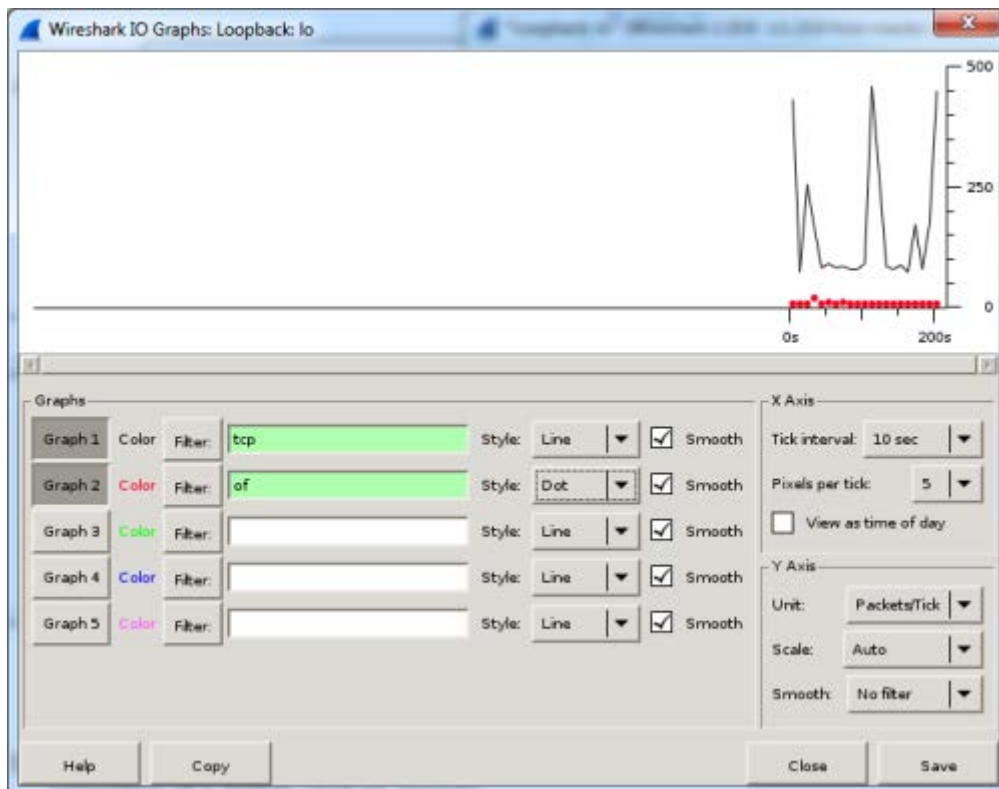 Wireshark IO Graphs: Loopback: lo
500
250
0
0s 200s
Graphs
Graph 1 Color Filter: tcp Style: Line Smooth
Graph 2 Color Filter: of Style: Dot Smooth
Graph 3 Color Filter: Style: Line Smooth
Graph 4 Color Filter: Style: Line Smooth
Graph 5 Color Filter: Style: Line Smooth
X Axis
Tick interval: 10 sec
Pixels per tick: 5
View as time of day
Y Axis
Unit: Packets/Tick
Scale: Auto
Smooth: No filter
Help Copy Close Save